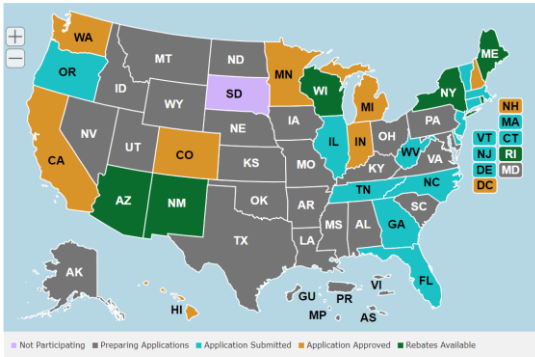 +
−
WA
MT
ND
MN
ME
OR
ID
SD
WI
NY
WY
MI
NH
IA
PA
MA
NE
OH
VT
CT
NV
IL
IN
WV
NJ
RI
UT
VA
DE
MD
CA
CO
KS
MO
KY
DC
TN
NC
AZ
NM
OK
AR
SC
MS
AL
GA
TX
LA
AK
FL
HI
GU
PR
VI
MP
AS
Not Participating
Preparing Applications
Application Submitted
Application Approved
Rebates Available